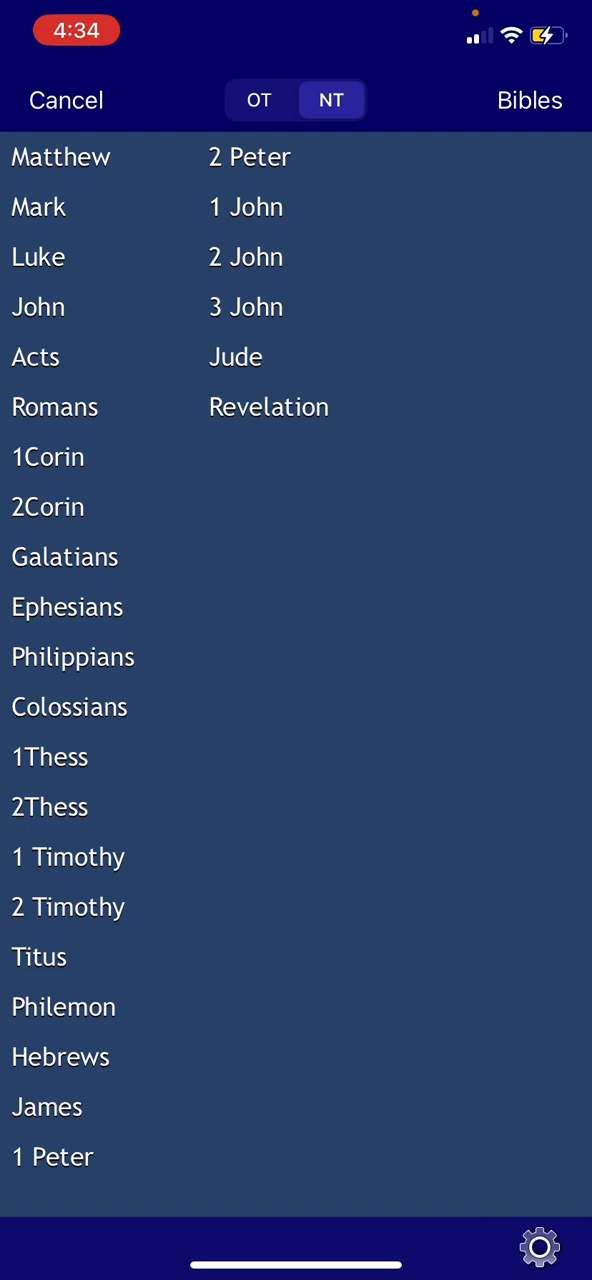 4:34
Cancel OT NT Bibles
Matthew
Mark
Luke
John
Acts
Romans
1Corin
2Corin
Galatians
Ephesians
Philippians
Colossians
1Thess
2Thess
1 Timothy
2 Timothy
Titus
Philemon
Hebrews
James
1 Peter
2 Peter
1 John
2 John
3 John
Jude
Revelation